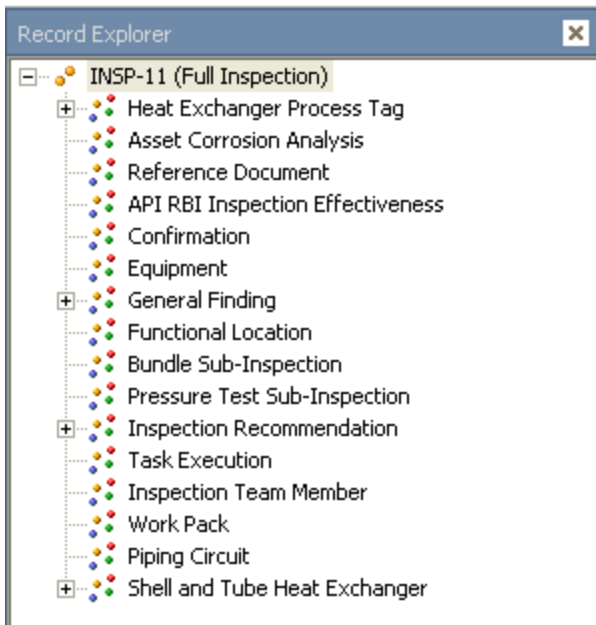 Record Explorer
INSP-11 (Full Inspection)
Heat Exchanger Process Tag
Asset Corrosion Analysis
Reference Document
API RBI Inspection Effectiveness
Confirmation
Equipment
General Finding
Functional Location
Bundle Sub-Inspection
Pressure Test Sub-Inspection
Inspection Recommendation
Task Execution
Inspection Team Member
Work Pack
Piping Circuit
Shell and Tube Heat Exchanger